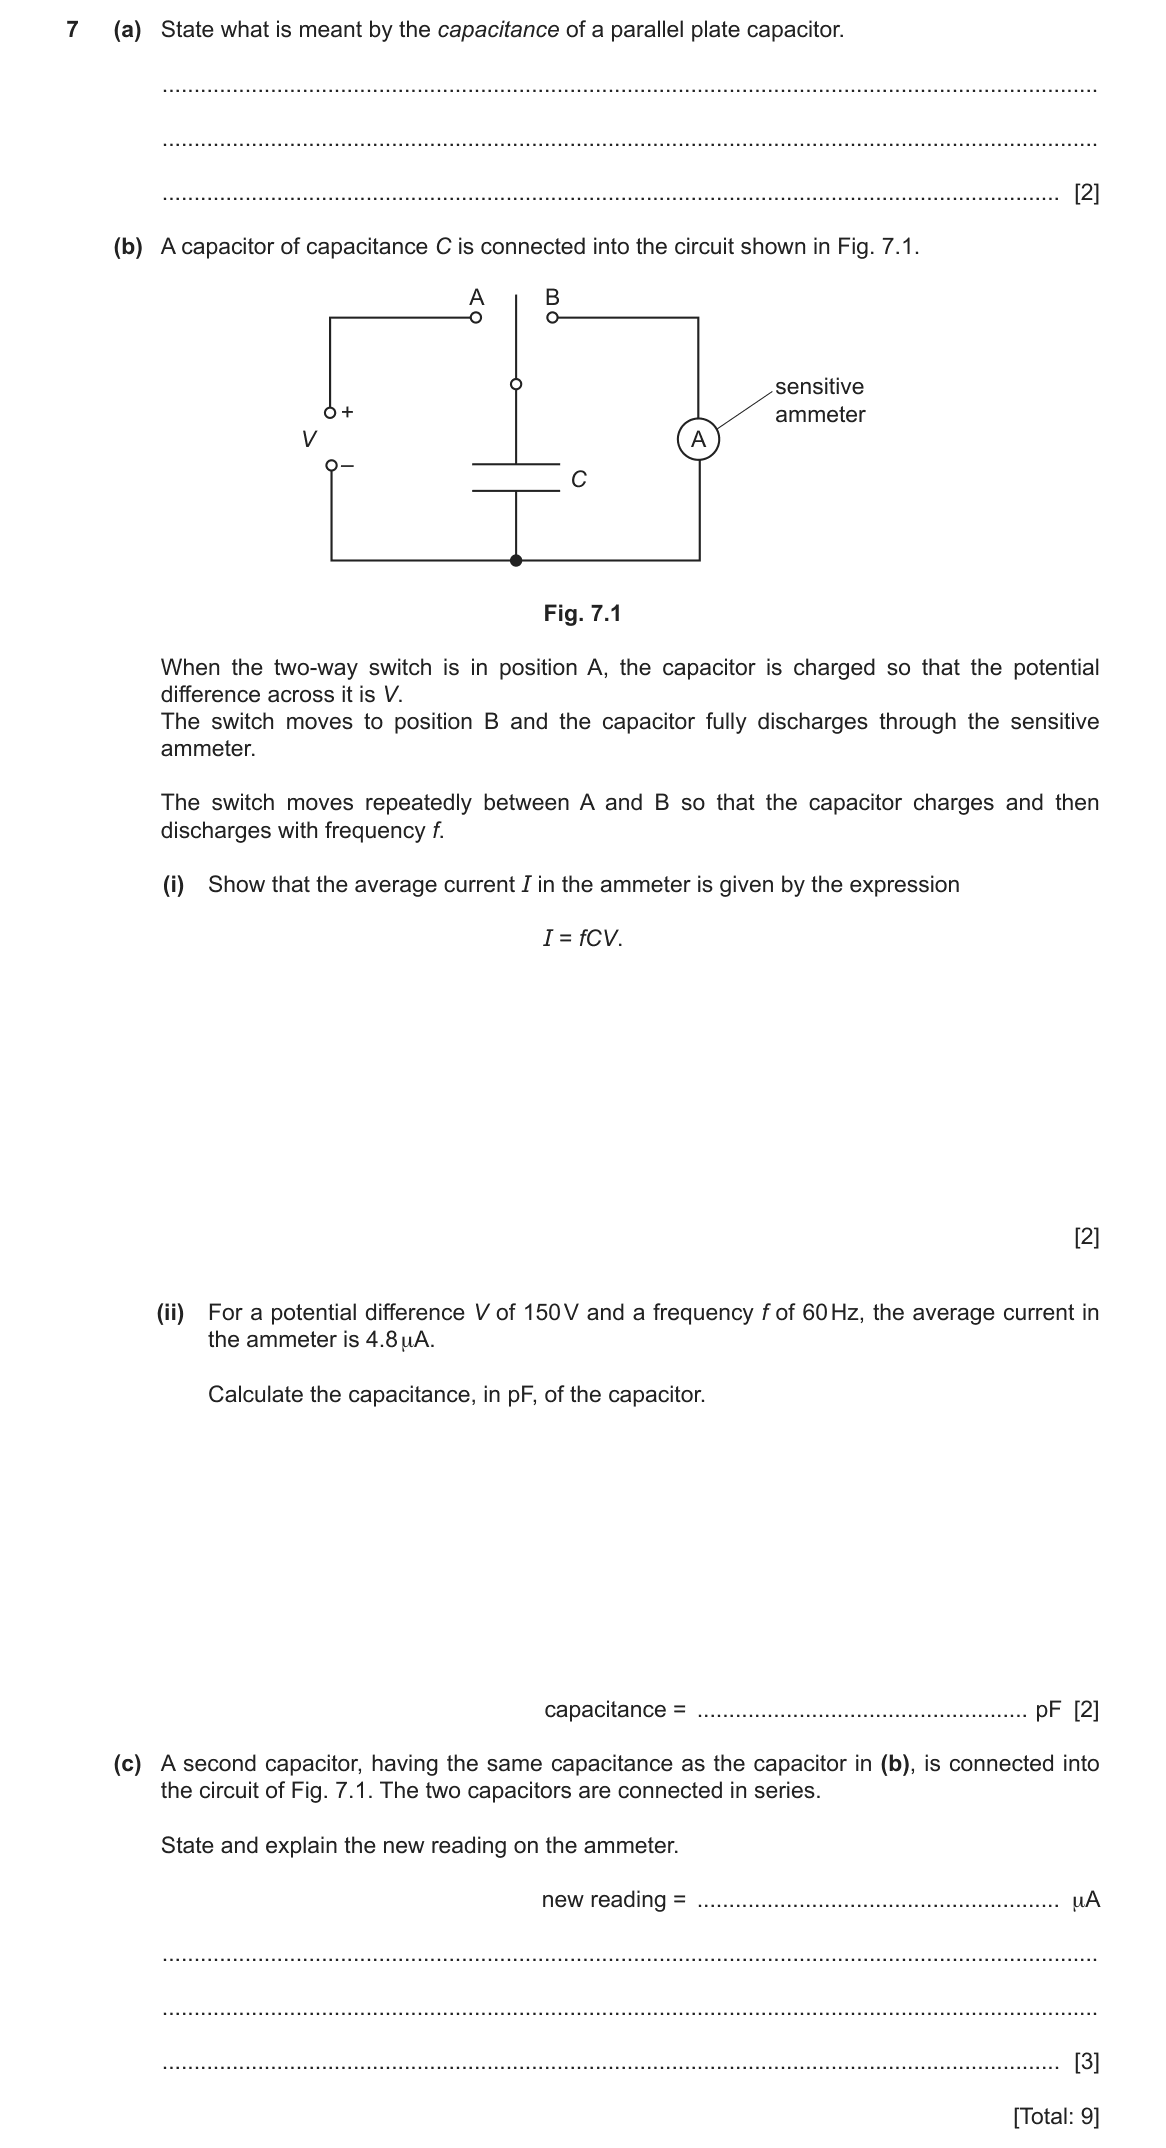 7 (a) State what is meant by the capacitance of a parallel plate capacitor.
..........................................................................................................................................
..........................................................................................................................................
.................................................................................................................................... [2]
(b) A capacitor of capacitance C is connected into the circuit shown in Fig. 7.1.
A B
sensitive
ammeter
+
V
A
–
C
Fig. 7.1
When the two-way switch is in position A, the capacitor is charged so that the potential
difference across it is V.
The switch moves to position B and the capacitor fully discharges through the sensitive
ammeter.
The switch moves repeatedly between A and B so that the capacitor charges and then
discharges with frequency f.
(i) Show that the average current I in the ammeter is given by the expression
I = fCV.
[2]
(ii) For a potential difference V of 150 V and a frequency f of 60 Hz, the average current in
the ammeter is 4.8 μA.
Calculate the capacitance, in pF, of the capacitor.
capacitance = .................................................... pF [2]
(c) A second capacitor, having the same capacitance as the capacitor in (b), is connected into
the circuit of Fig. 7.1. The two capacitors are connected in series.
State and explain the new reading on the ammeter.
new reading = ......................................................... μA
..........................................................................................................................................
..........................................................................................................................................
.................................................................................................................................... [3]
[Total: 9]